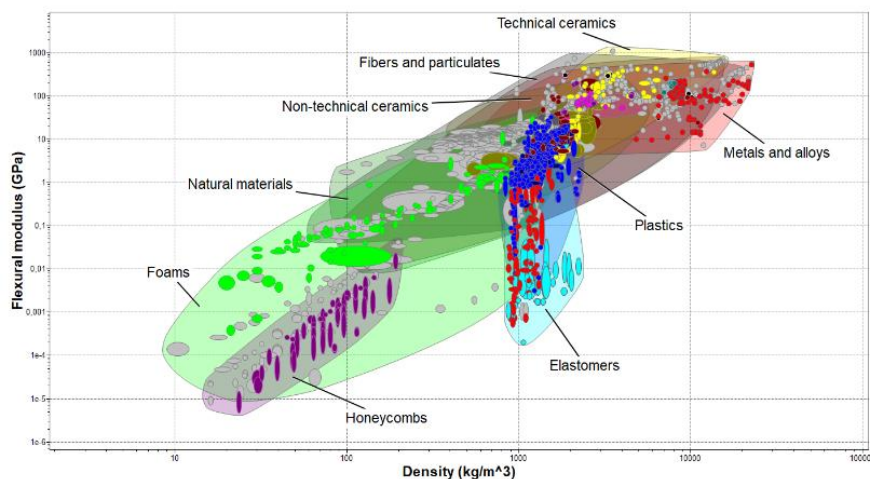 Technical ceramics
Fibers and particulates
Non-technical ceramics
Metals and alloys
Natural materials
Plastics
Foams
Elastomers
Honeycombs
Flexural modulus (GPa)
1000
100
10
1
0,1
0,01
0,001
1e-4
1e-5
1e-6
10
100
1000
10000
100000
Density (kg/m^3)